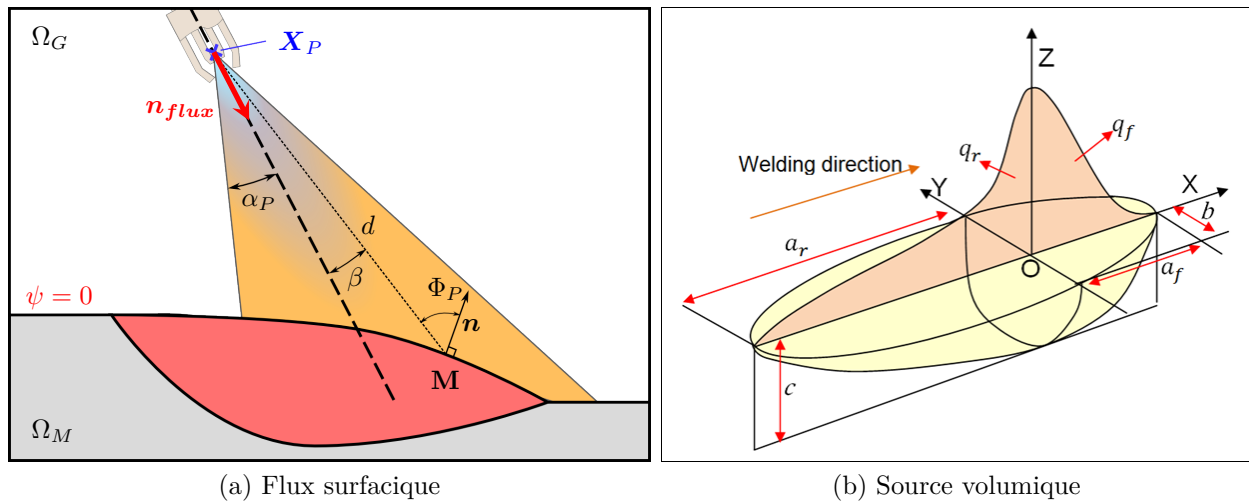 Ω_G
X_P
n_flux
α_P
d
β
Φ_P
n
ψ = 0
M
Ω_M
(a) Flux surfacique
Z
q_f
q_r
Welding direction
Y
X
b
a_r
a_f
O
c
(b) Source volumique